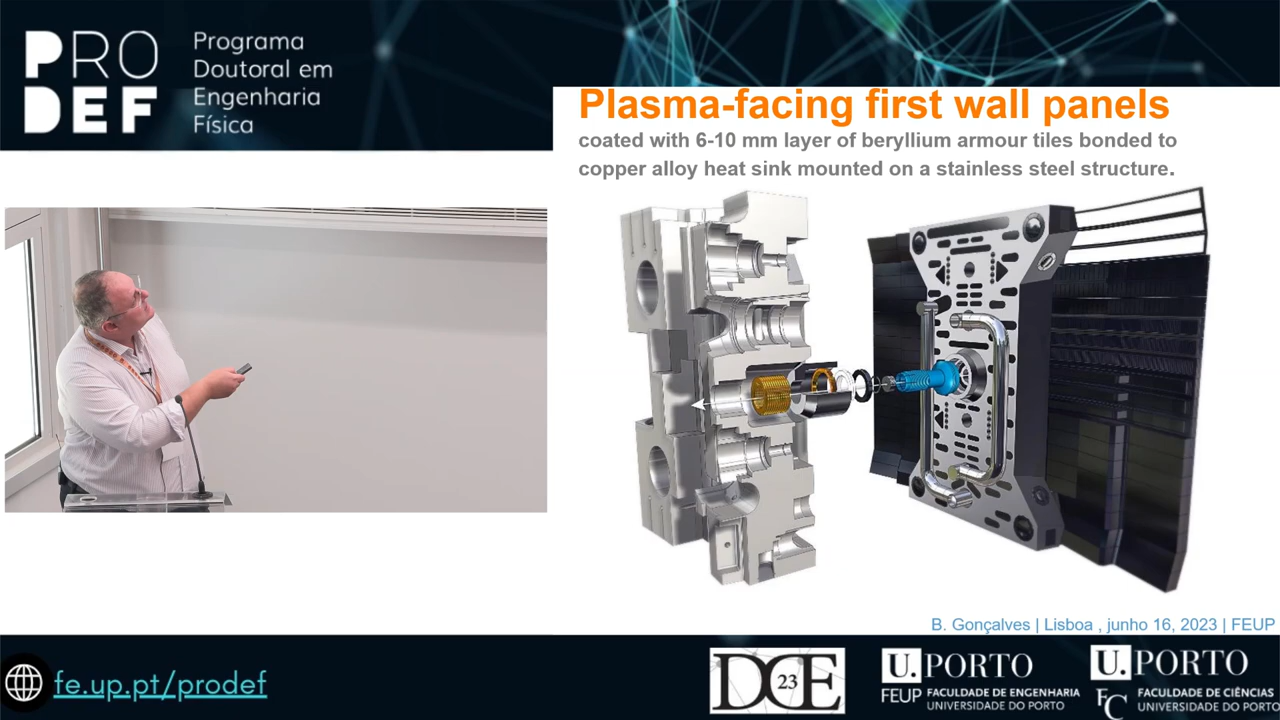 PRO
DEF
Programa
Doutoral em
Engenharia
Física
Plasma-facing first wall panels
coated with 6-10 mm layer of beryllium armour tiles bonded to
copper alloy heat sink mounted on a stainless steel structure.
B. Gonçalves | Lisboa , junho 16, 2023 | FEUP
fe.up.pt/prodef
DCE
23
U.PORTO
FEUP FACULDADE DE ENGENHARIA
UNIVERSIDADE DO PORTO
U.PORTO
FC FACULDADE DE CIÊNCIAS
UNIVERSIDADE DO PORTO